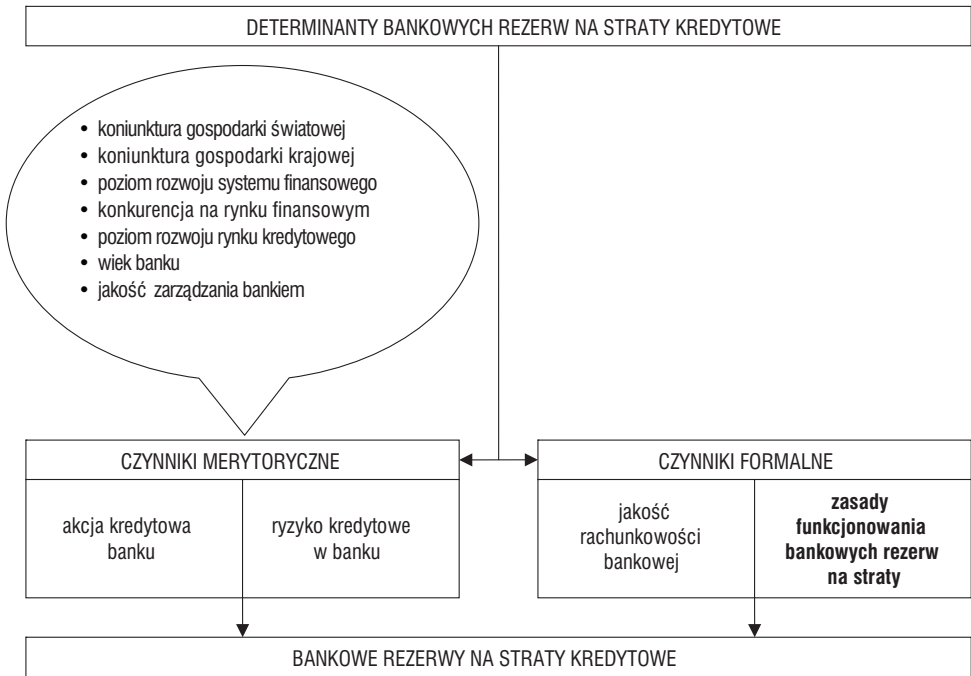 DETERMINANTY BANKOWYCH REZERW NA STRATY KREDYTOWE
• koniunktura gospodarki światowej
• koniunktura gospodarki krajowej
• poziom rozwoju systemu finansowego
• konkurencja na rynku finansowym
• poziom rozwoju rynku kredytowego
• wiek banku
• jakość zarządzania bankiem
CZYNNIKI MERYTORYCZNE
akcja kredytowa
banku
ryzyko kredytowe
w banku
CZYNNIKI FORMALNE
jakość
rachunkowości
bankowej
zasady
funkcjonowania
bankowych rezerw
na straty
BANKOWE REZERWY NA STRATY KREDYTOWE